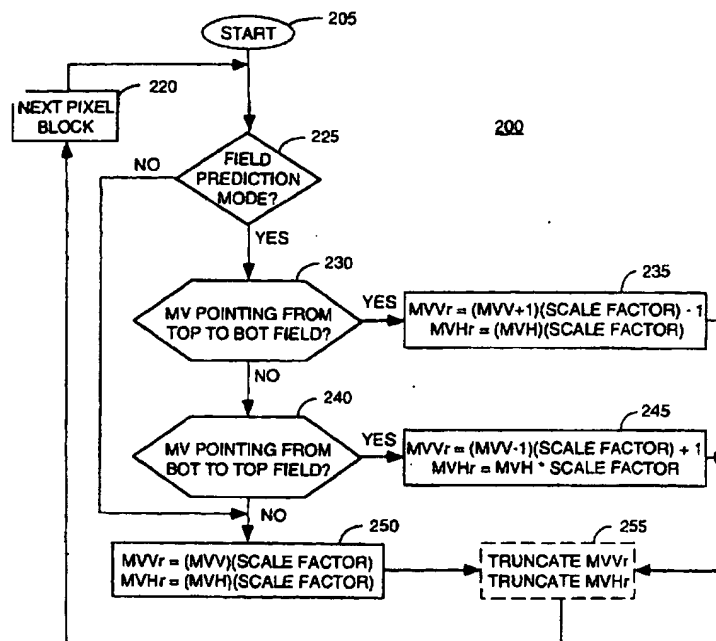 205
START
220
NEXT PIXEL
BLOCK
200
225
FIELD
PREDICTION
MODE?
NO
YES
230
MV POINTING FROM
TOP TO BOT FIELD?
YES
235
MVVr = (MVV+1)(SCALE FACTOR) - 1
MVHr = (MVH)(SCALE FACTOR)
NO
240
MV POINTING FROM
BOT TO TOP FIELD?
YES
245
MVVr = (MVV-1)(SCALE FACTOR) + 1
MVHr = MVH * SCALE FACTOR
NO
250
MVVr = (MVV)(SCALE FACTOR)
MVHr = (MVH)(SCALE FACTOR)
255
TRUNCATE MVVr
TRUNCATE MVHr